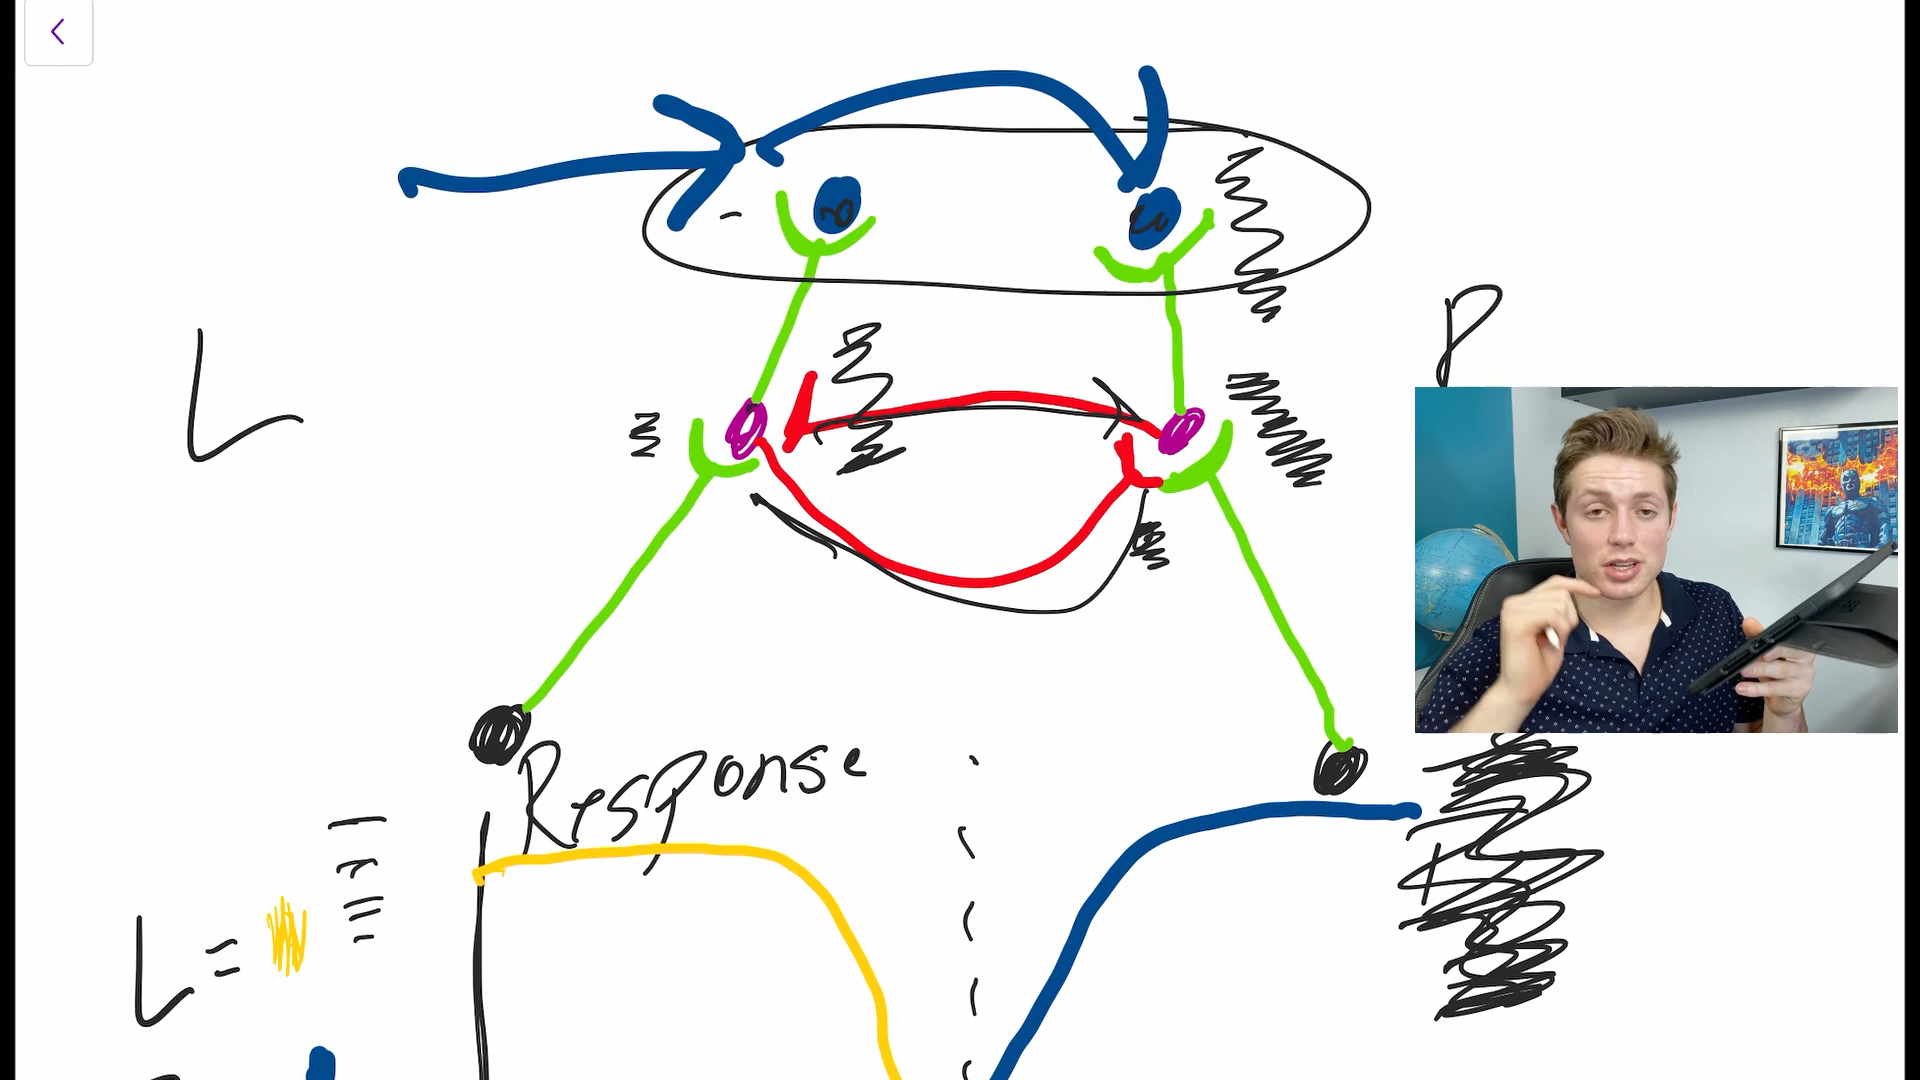 L
R
Response
L =